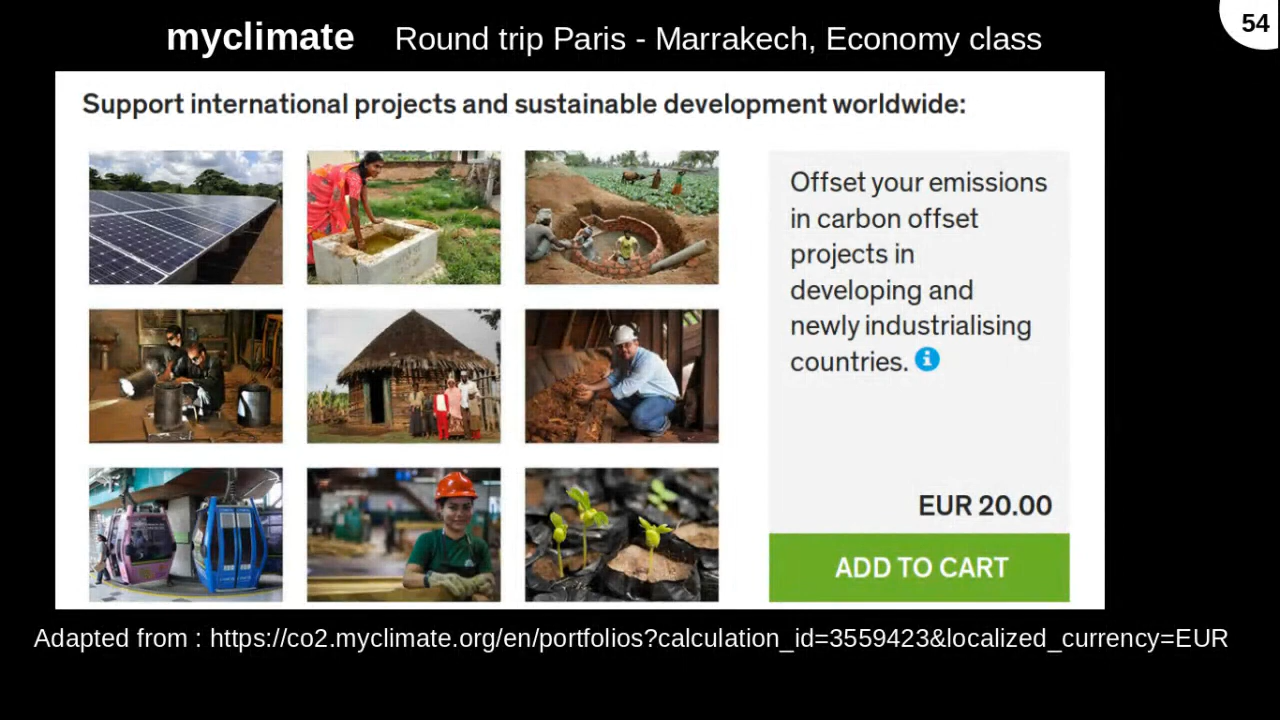 54
myclimate Round trip Paris - Marrakech, Economy class
Support international projects and sustainable development worldwide:
Offset your emissions
in carbon offset
projects in
developing and
newly industrialising
countries.
EUR 20.00
ADD TO CART
Adapted from : https://co2.myclimate.org/en/portfolios?calculation_id=3559423&localized_currency=EUR